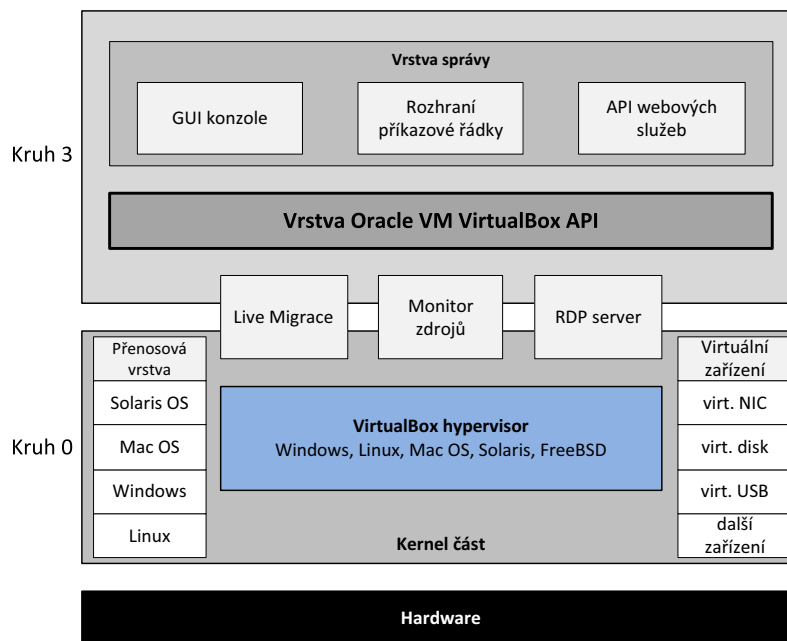 Vrstva správy
GUI konzole
Rozhraní
příkazové řádky
API webových
služeb
Kruh 3
Vrstva Oracle VM VirtualBox API
Live Migrace
Monitor
zdrojů
RDP server
Přenosová
vrstva
Solaris OS
Mac OS
Windows
Linux
Kruh 0
VirtualBox hypervisor
Windows, Linux, Mac OS, Solaris, FreeBSD
Kernel část
Virtuální
zařízení
virt. NIC
virt. disk
virt. USB
další
zařízení
Hardware